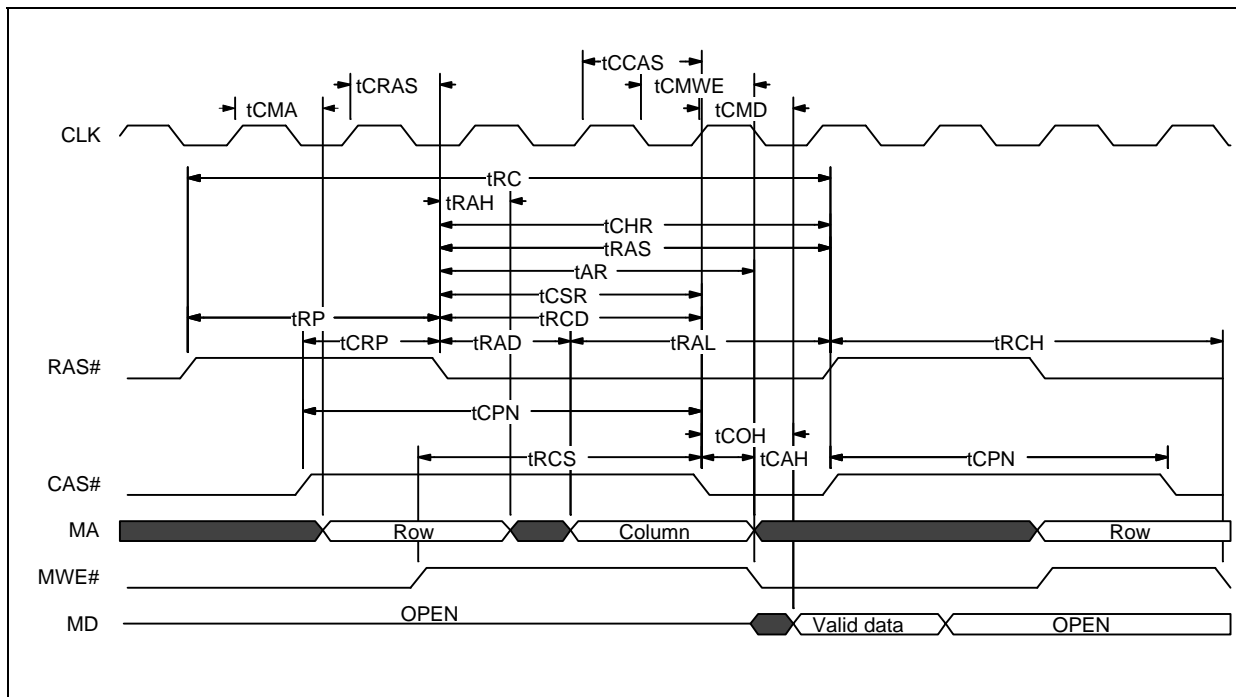 tCCAS
tCRAS tCMWE
tCMA tCMD
CLK
tRC
tRAH
tCHR
tRAS
tAR
tCSR
tRP tRCD
tCRP tRAD tRAL tRCH
RAS#
tCPN
tCOH
tRCS tCAH tCPN
CAS#
MA Row Column Row
MWE#
OPEN
MD Valid data OPEN